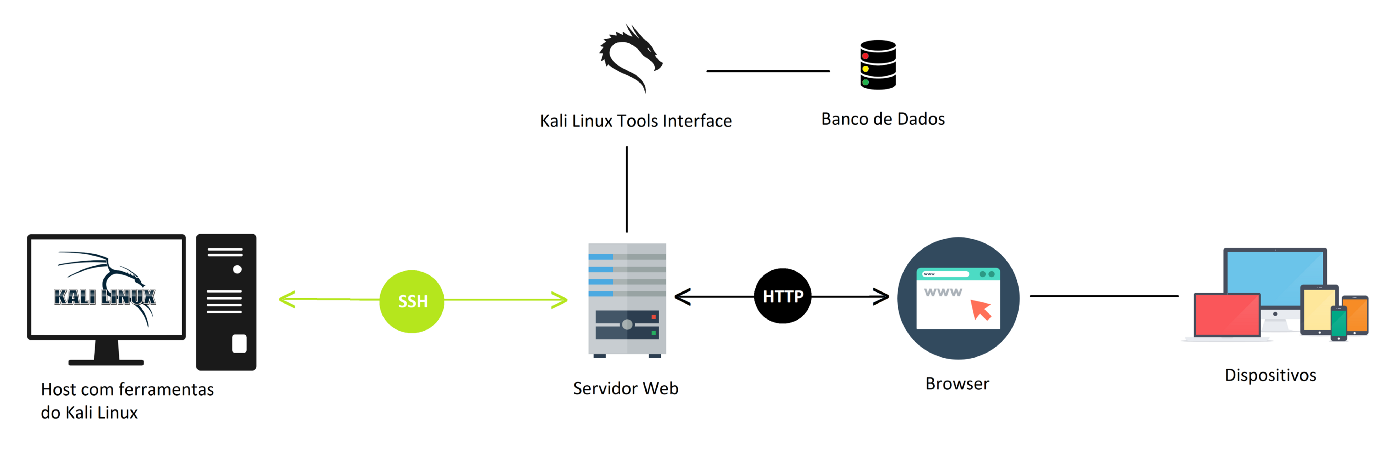 Kali Linux Tools Interface
Banco de Dados
KALI LINUX
SSH
HTTP
www
www
Host com ferramentas
do Kali Linux
Servidor Web
Browser
Dispositivos